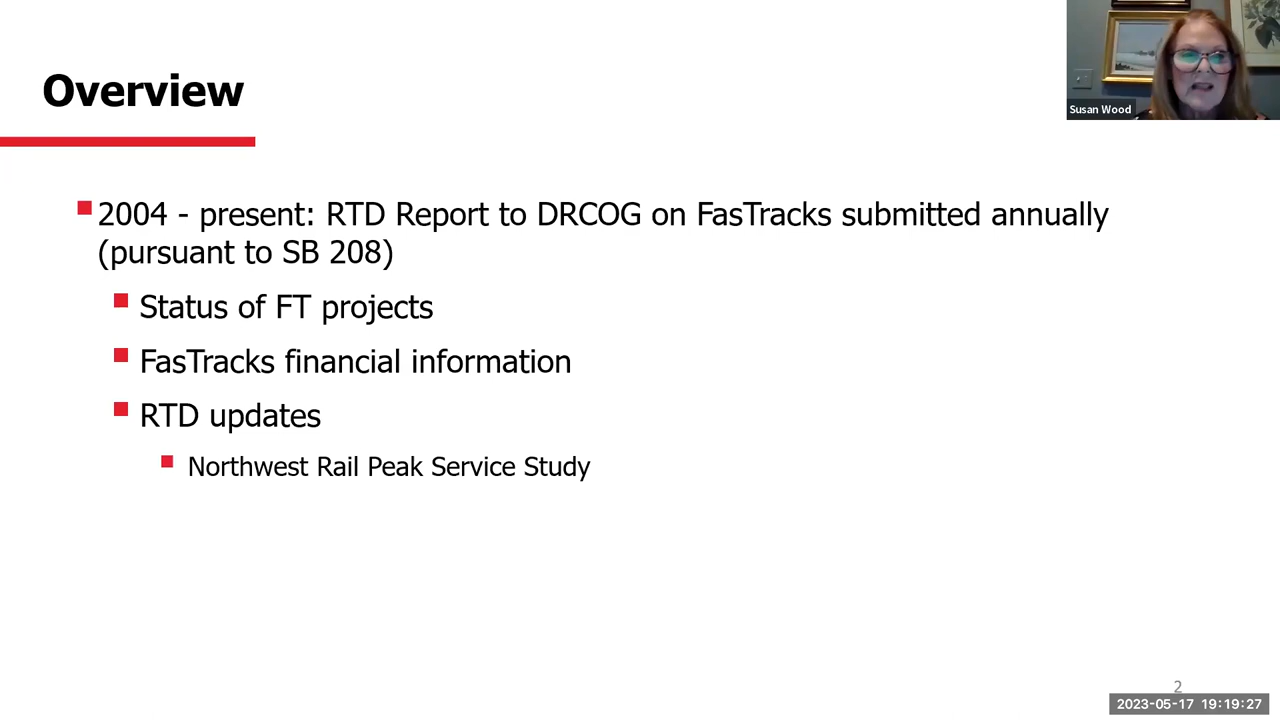 Overview
Susan Wood
2004 - present: RTD Report to DRCOG on FasTracks submitted annually
(pursuant to SB 208)
Status of FT projects
FasTracks financial information
RTD updates
Northwest Rail Peak Service Study
2
2023-05-17 19:19:27